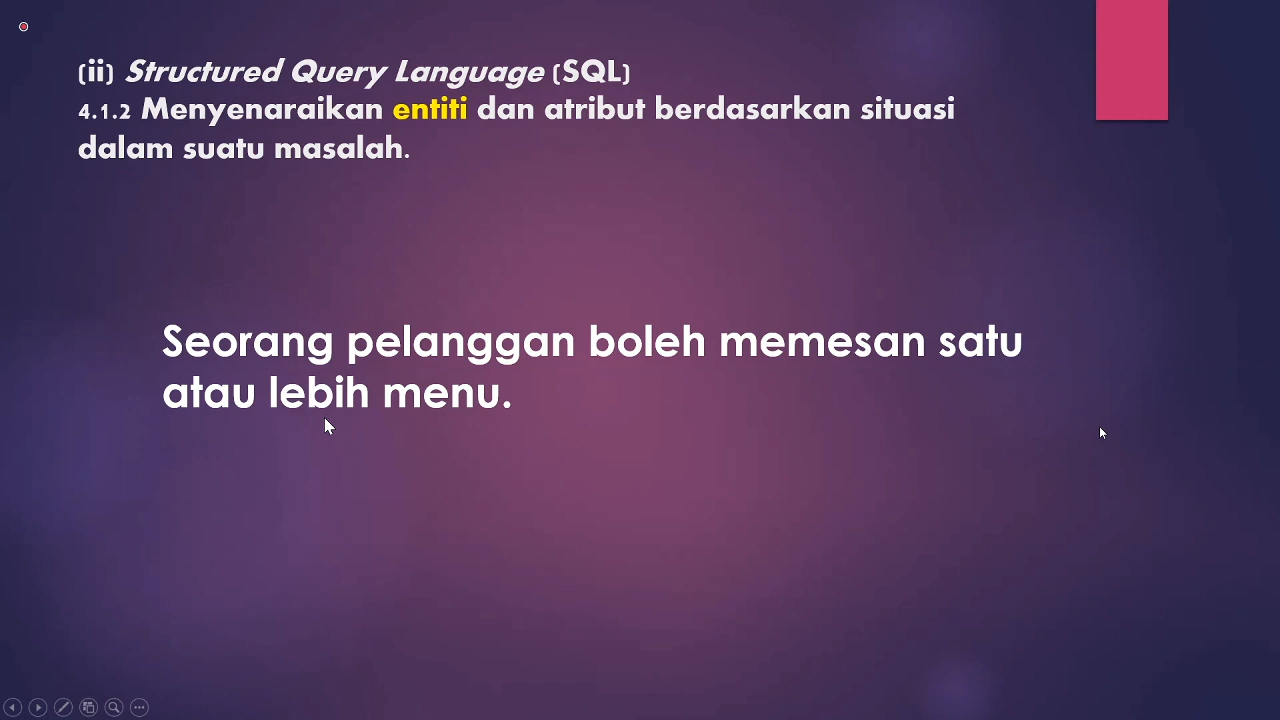 (ii) Structured Query Language (SQL)
4.1.2 Menyenaraikan entiti dan atribut berdasarkan situasi
dalam suatu masalah.
Seorang pelanggan boleh memesan satu
atau lebih menu.